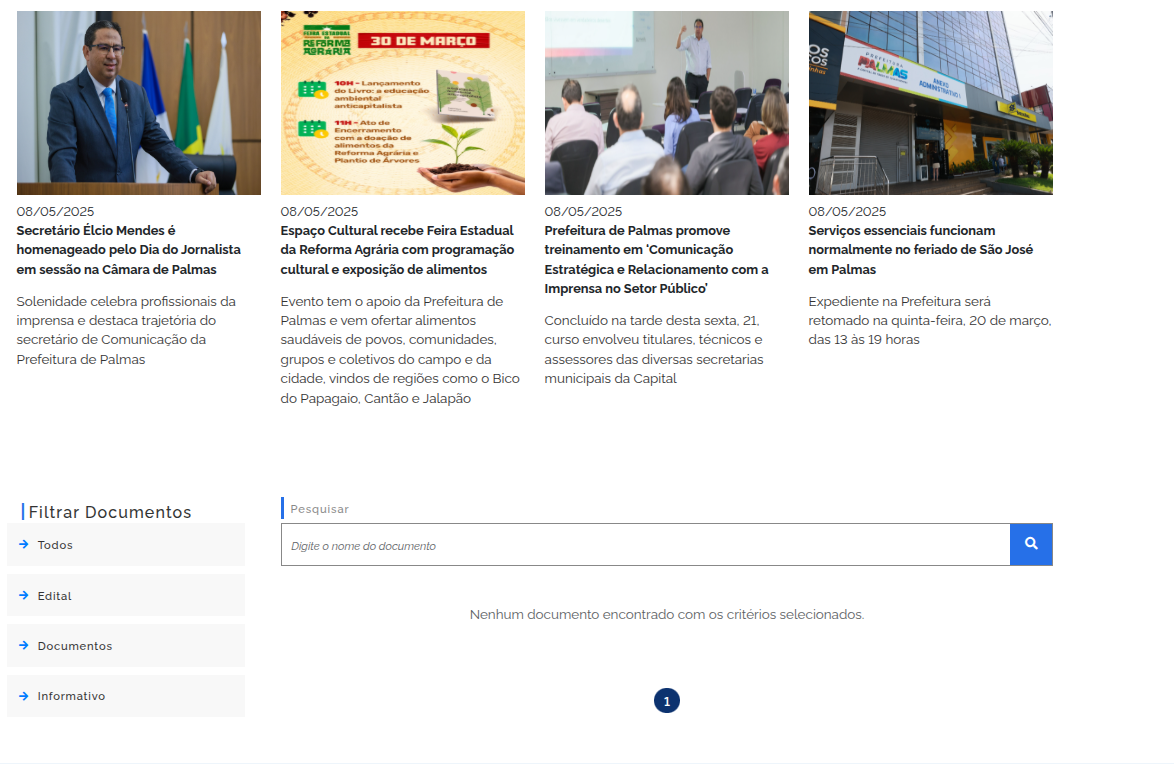 FEIRA ESTADUAL
DA
REFORMA
AGRÁRIA
30 DE MARÇO
10H - Lançamento
do Livro: a educação
ambiental
anticapitalista
11H - Ato de
Encerramento
com a doação de
alimentos da
Reforma Agrária e
Plantio de Árvores
PREFEITURA
PALMAS
ANEXO
ADMINISTRATIVO I
08/05/2025
Secretário Élcio Mendes é
homenageado pelo Dia do Jornalista
em sessão na Câmara de Palmas
Solenidade celebra profissionais da
imprensa e destaca trajetória do
secretário de Comunicação da
Prefeitura de Palmas
08/05/2025
Espaço Cultural recebe Feira Estadual
da Reforma Agrária com programação
cultural e exposição de alimentos
Evento tem o apoio da Prefeitura de
Palmas e vem ofertar alimentos
saudáveis de povos, comunidades,
grupos e coletivos do campo e da
cidade, vindos de regiões como o Bico
do Papagaio, Cantão e Jalapão
08/05/2025
Prefeitura de Palmas promove
treinamento em ‘Comunicação
Estratégica e Relacionamento com a
Imprensa no Setor Público’
Concluído na tarde desta sexta, 21,
curso envolveu titulares, técnicos e
assessores das diversas secretarias
municipais da Capital
08/05/2025
Serviços essenciais funcionam
normalmente no feriado de São José
em Palmas
Expediente na Prefeitura será
retomado na quinta-feira, 20 de março,
das 13 às 19 horas
Filtrar Documentos
Todos
Edital
Documentos
Informativo
Pesquisar
Digite o nome do documento
Nenhum documento encontrado com os critérios selecionados.
1